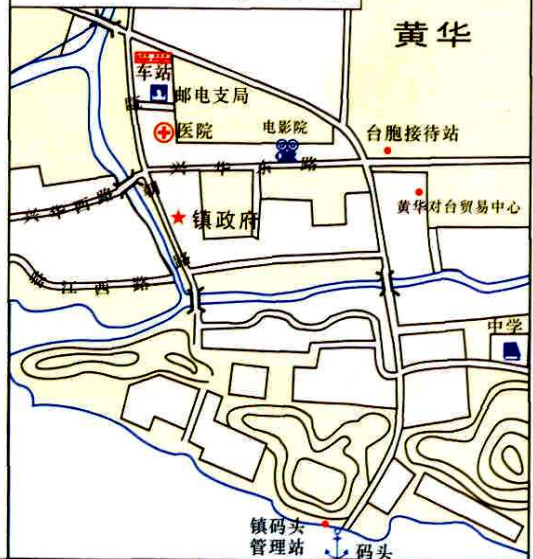 黄华
车站
邮电支局
医院
电影院
台胞接待站
兴华东路
兴华西路
黄华对台贸易中心
镇政府
临江西路
中学
镇码头
管理站
码头